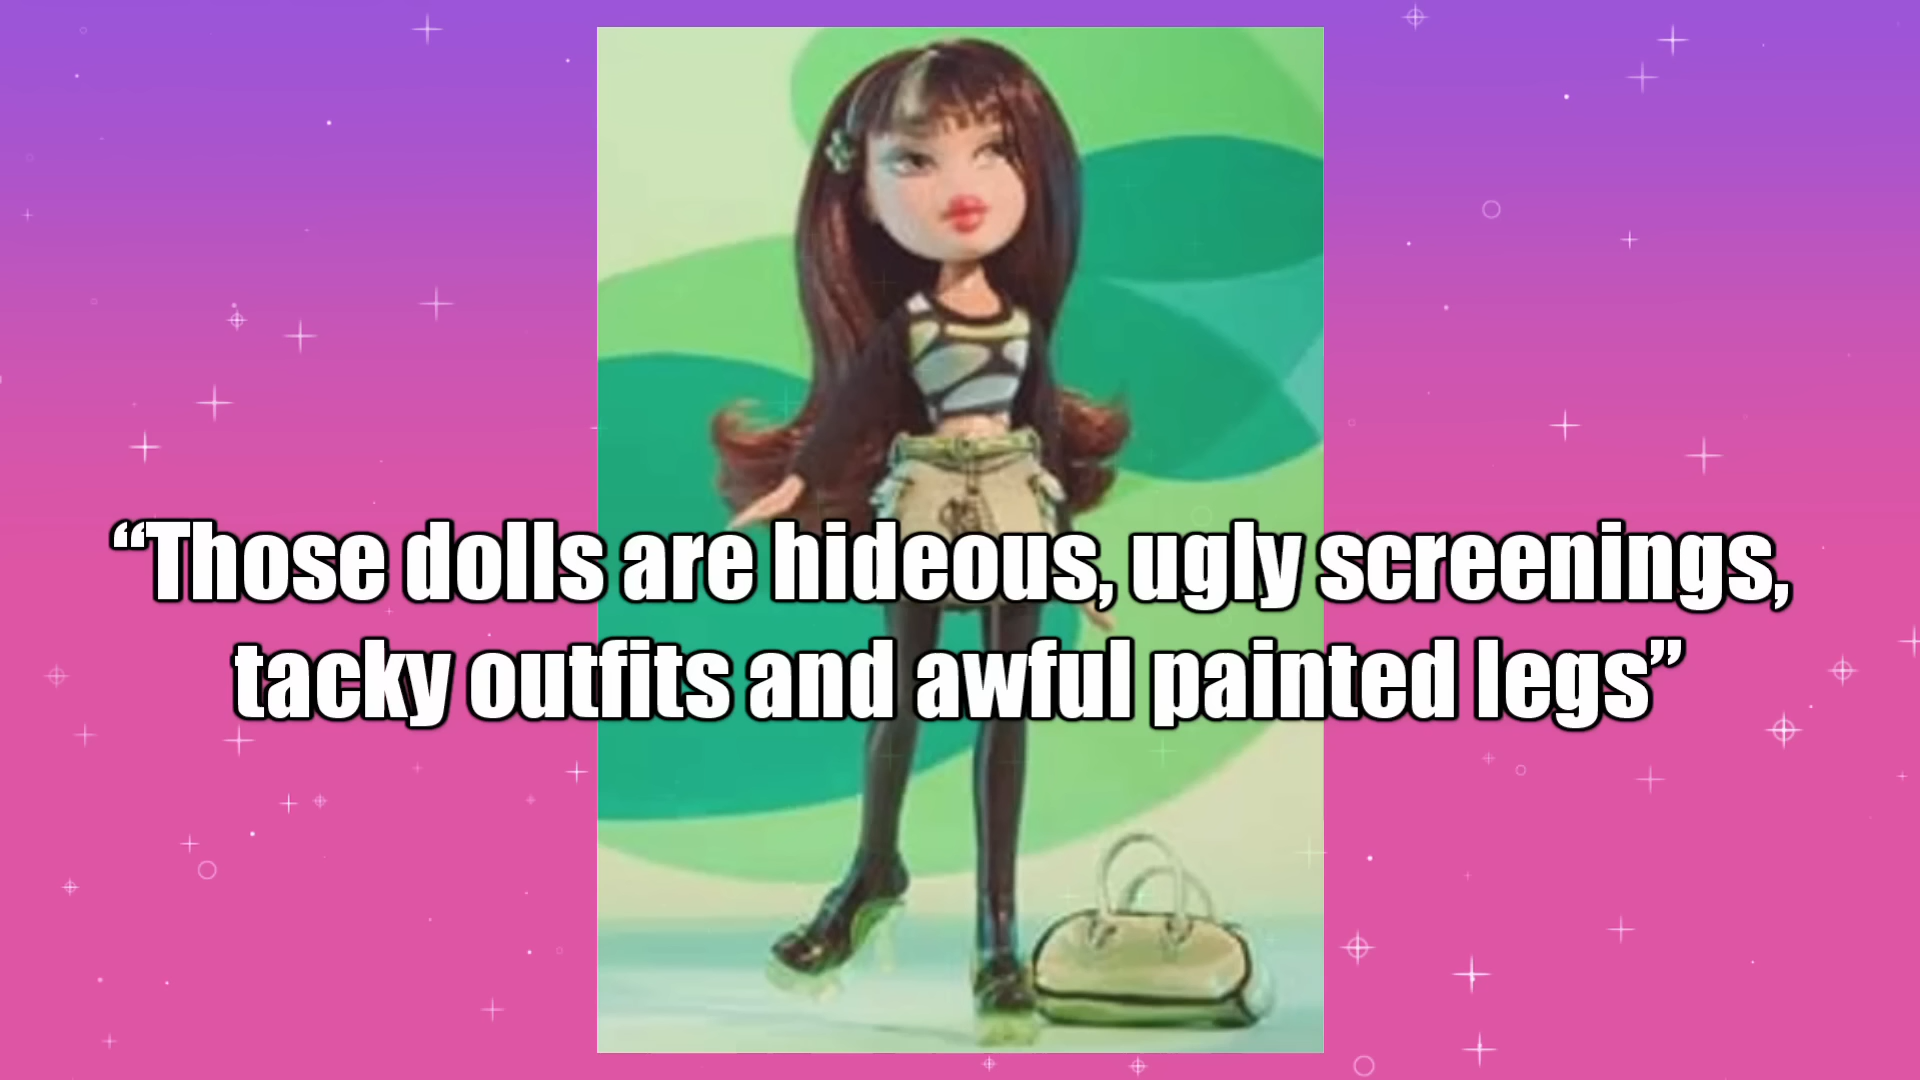 “Those dolls are hideous, ugly screenings,
tacky outfits and awful painted legs”